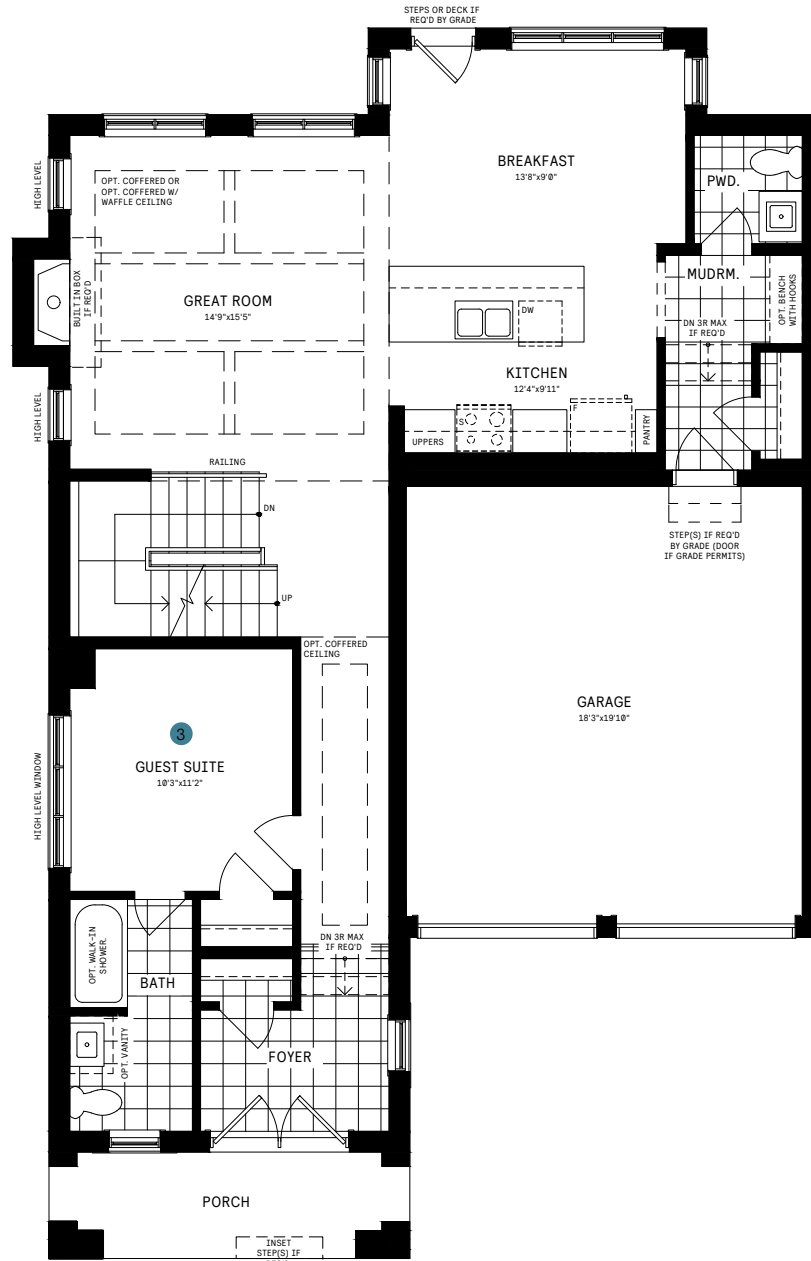 STEPS OR DECK IF
REQ'D BY GRADE
BREAKFAST
13'8"x9'0"
PWD.
HIGH LEVEL
OPT. COFFERED OR
OPT. COFFERED W/
WAFFLE CEILING
MUDRM.
BUILT IN BOX
IF REQ'D
GREAT ROOM
14'9"x15'5"
OPT. BENCH
WITH HOOKS
DW
DN 3R MAX
IF REQ'D
KITCHEN
12'4"x9'11"
HIGH LEVEL
F
S
UPPERS
PANTRY
RAILING
DN
STEP(S) IF REQ'D
BY GRADE (DOOR
IF GRADE PERMITS)
UP
OPT. COFFERED
CEILING
GARAGE
18'3"x19'10"
3
GUEST SUITE
10'3"x11'2"
HIGH LEVEL WINDOW
OPT. WALK-IN
SHOWER.
DN 3R MAX
IF REQ'D
BATH
OPT. VANITY
FOYER
PORCH
INSET
STEP(S) IF